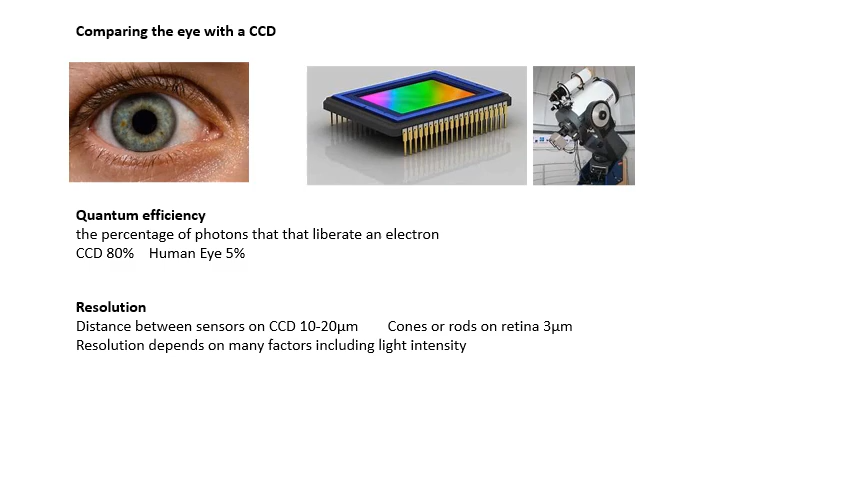 Comparing the eye with a CCD
Quantum efficiency
the percentage of photons that that liberate an electron
CCD 80%    Human Eye 5%
Resolution
Distance between sensors on CCD 10-20µm        Cones or rods on retina 3µm
Resolution depends on many factors including light intensity